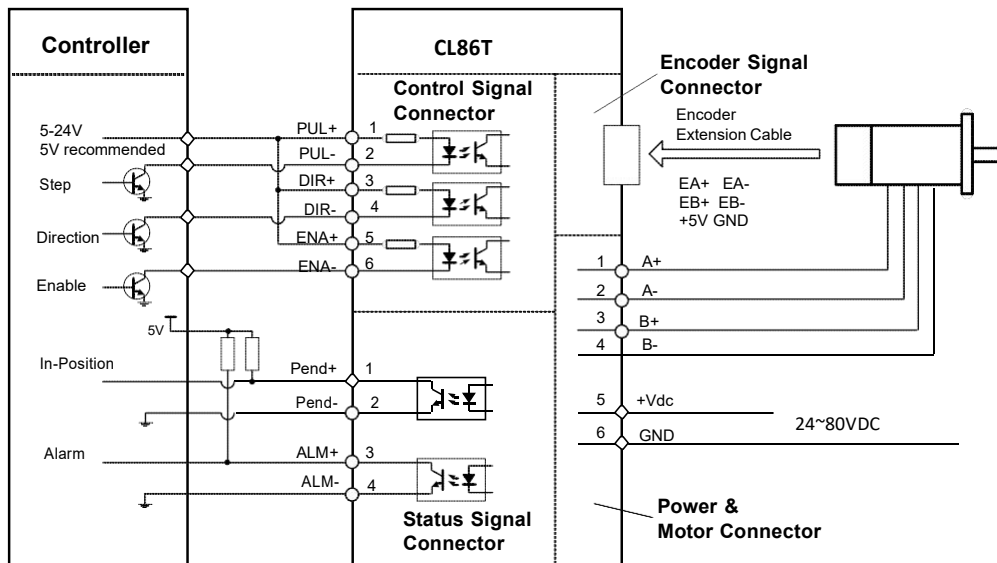 Controller
CL86T
Control Signal
Connector
Encoder Signal
Connector
Encoder
Extension Cable
EA+ EA-
EB+ EB-
+5V GND
5-24V
5V recommended
Step
Direction
Enable
PUL+ 1
PUL- 2
DIR+ 3
DIR- 4
ENA+ 5
ENA- 6
5V
In-Position
Alarm
Pend+ 1
Pend- 2
ALM+ 3
ALM- 4
Status Signal
Connector
1 A+
2 A-
3 B+
4 B-
5 +Vdc
6 GND
24~80VDC
Power &
Motor Connector